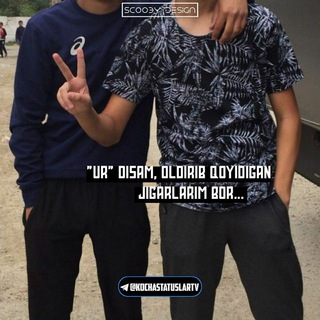 SCOOBY DESIGN
"UR" DISAM, OLDIRIB QOYIDIGAN
JIGARLARIM BOR...
@KOCHASTATUSLARTV